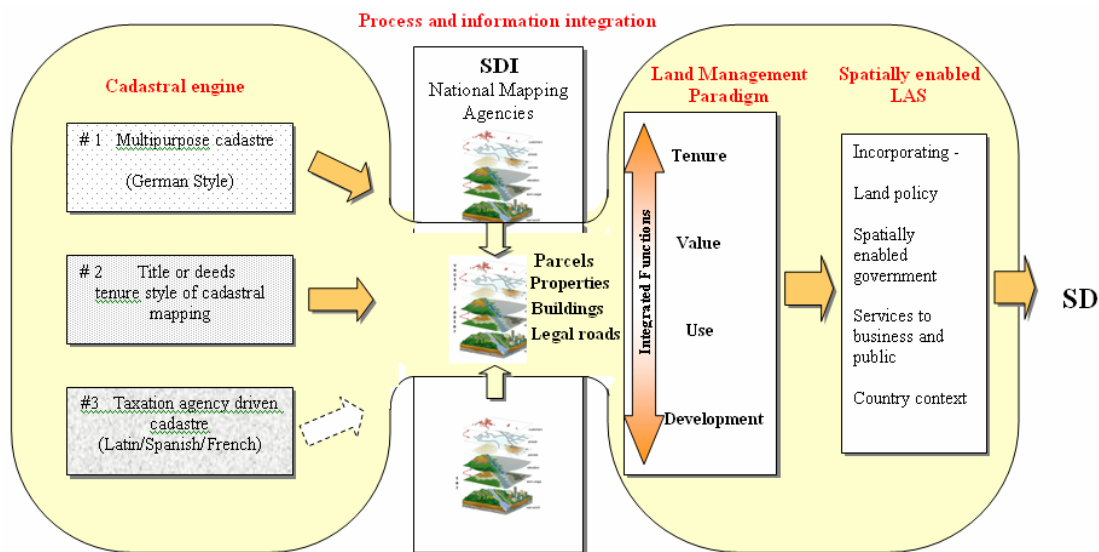 Process and information integration
Cadastral engine
# 1 Multipurpose cadastre
(German Style)
# 2 Title or deeds
tenure style of cadastral
mapping
#3 Taxation agency driven
cadastre
(Latin/Spanish/French)
SDI
National Mapping
Agencies
Parcels
Properties
Buildings
Legal roads
Land Management
Paradigm
Integrated Functions
Tenure
Value
Use
Development
Spatially enabled
LAS
Incorporating -
Land policy
Spatially
enabled
government
Services to
business and
public
Country context
SD